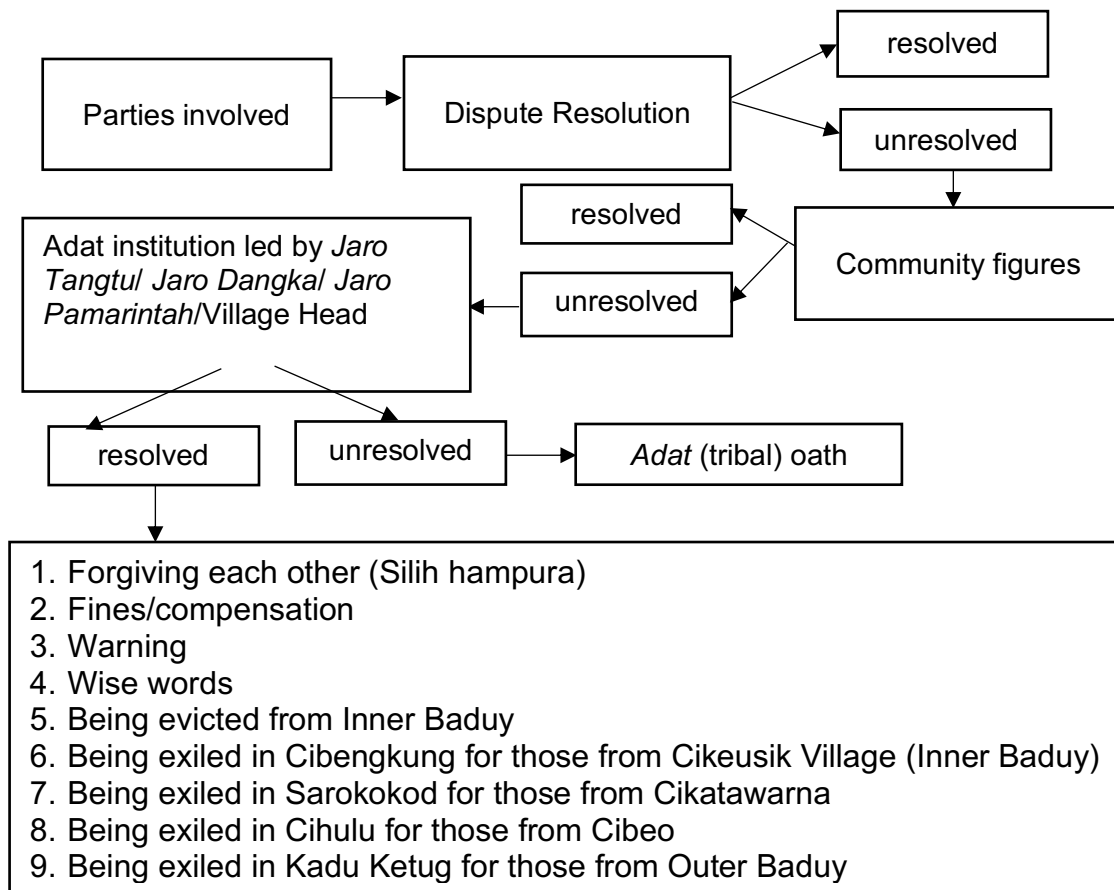 resolved
Parties involved
Dispute Resolution
unresolved
resolved
Adat institution led by Jaro
Tangtu/ Jaro Dangka/ Jaro
Pamarintah/Village Head
Community figures
unresolved
resolved
unresolved
Adat (tribal) oath
1. Forgiving each other (Silih hampura)
2. Fines/compensation
3. Warning
4. Wise words
5. Being evicted from Inner Baduy
6. Being exiled in Cibengkung for those from Cikeusik Village (Inner Baduy)
7. Being exiled in Sarokokod for those from Cikatawarna
8. Being exiled in Cihulu for those from Cibeo
9. Being exiled in Kadu Ketug for those from Outer Baduy